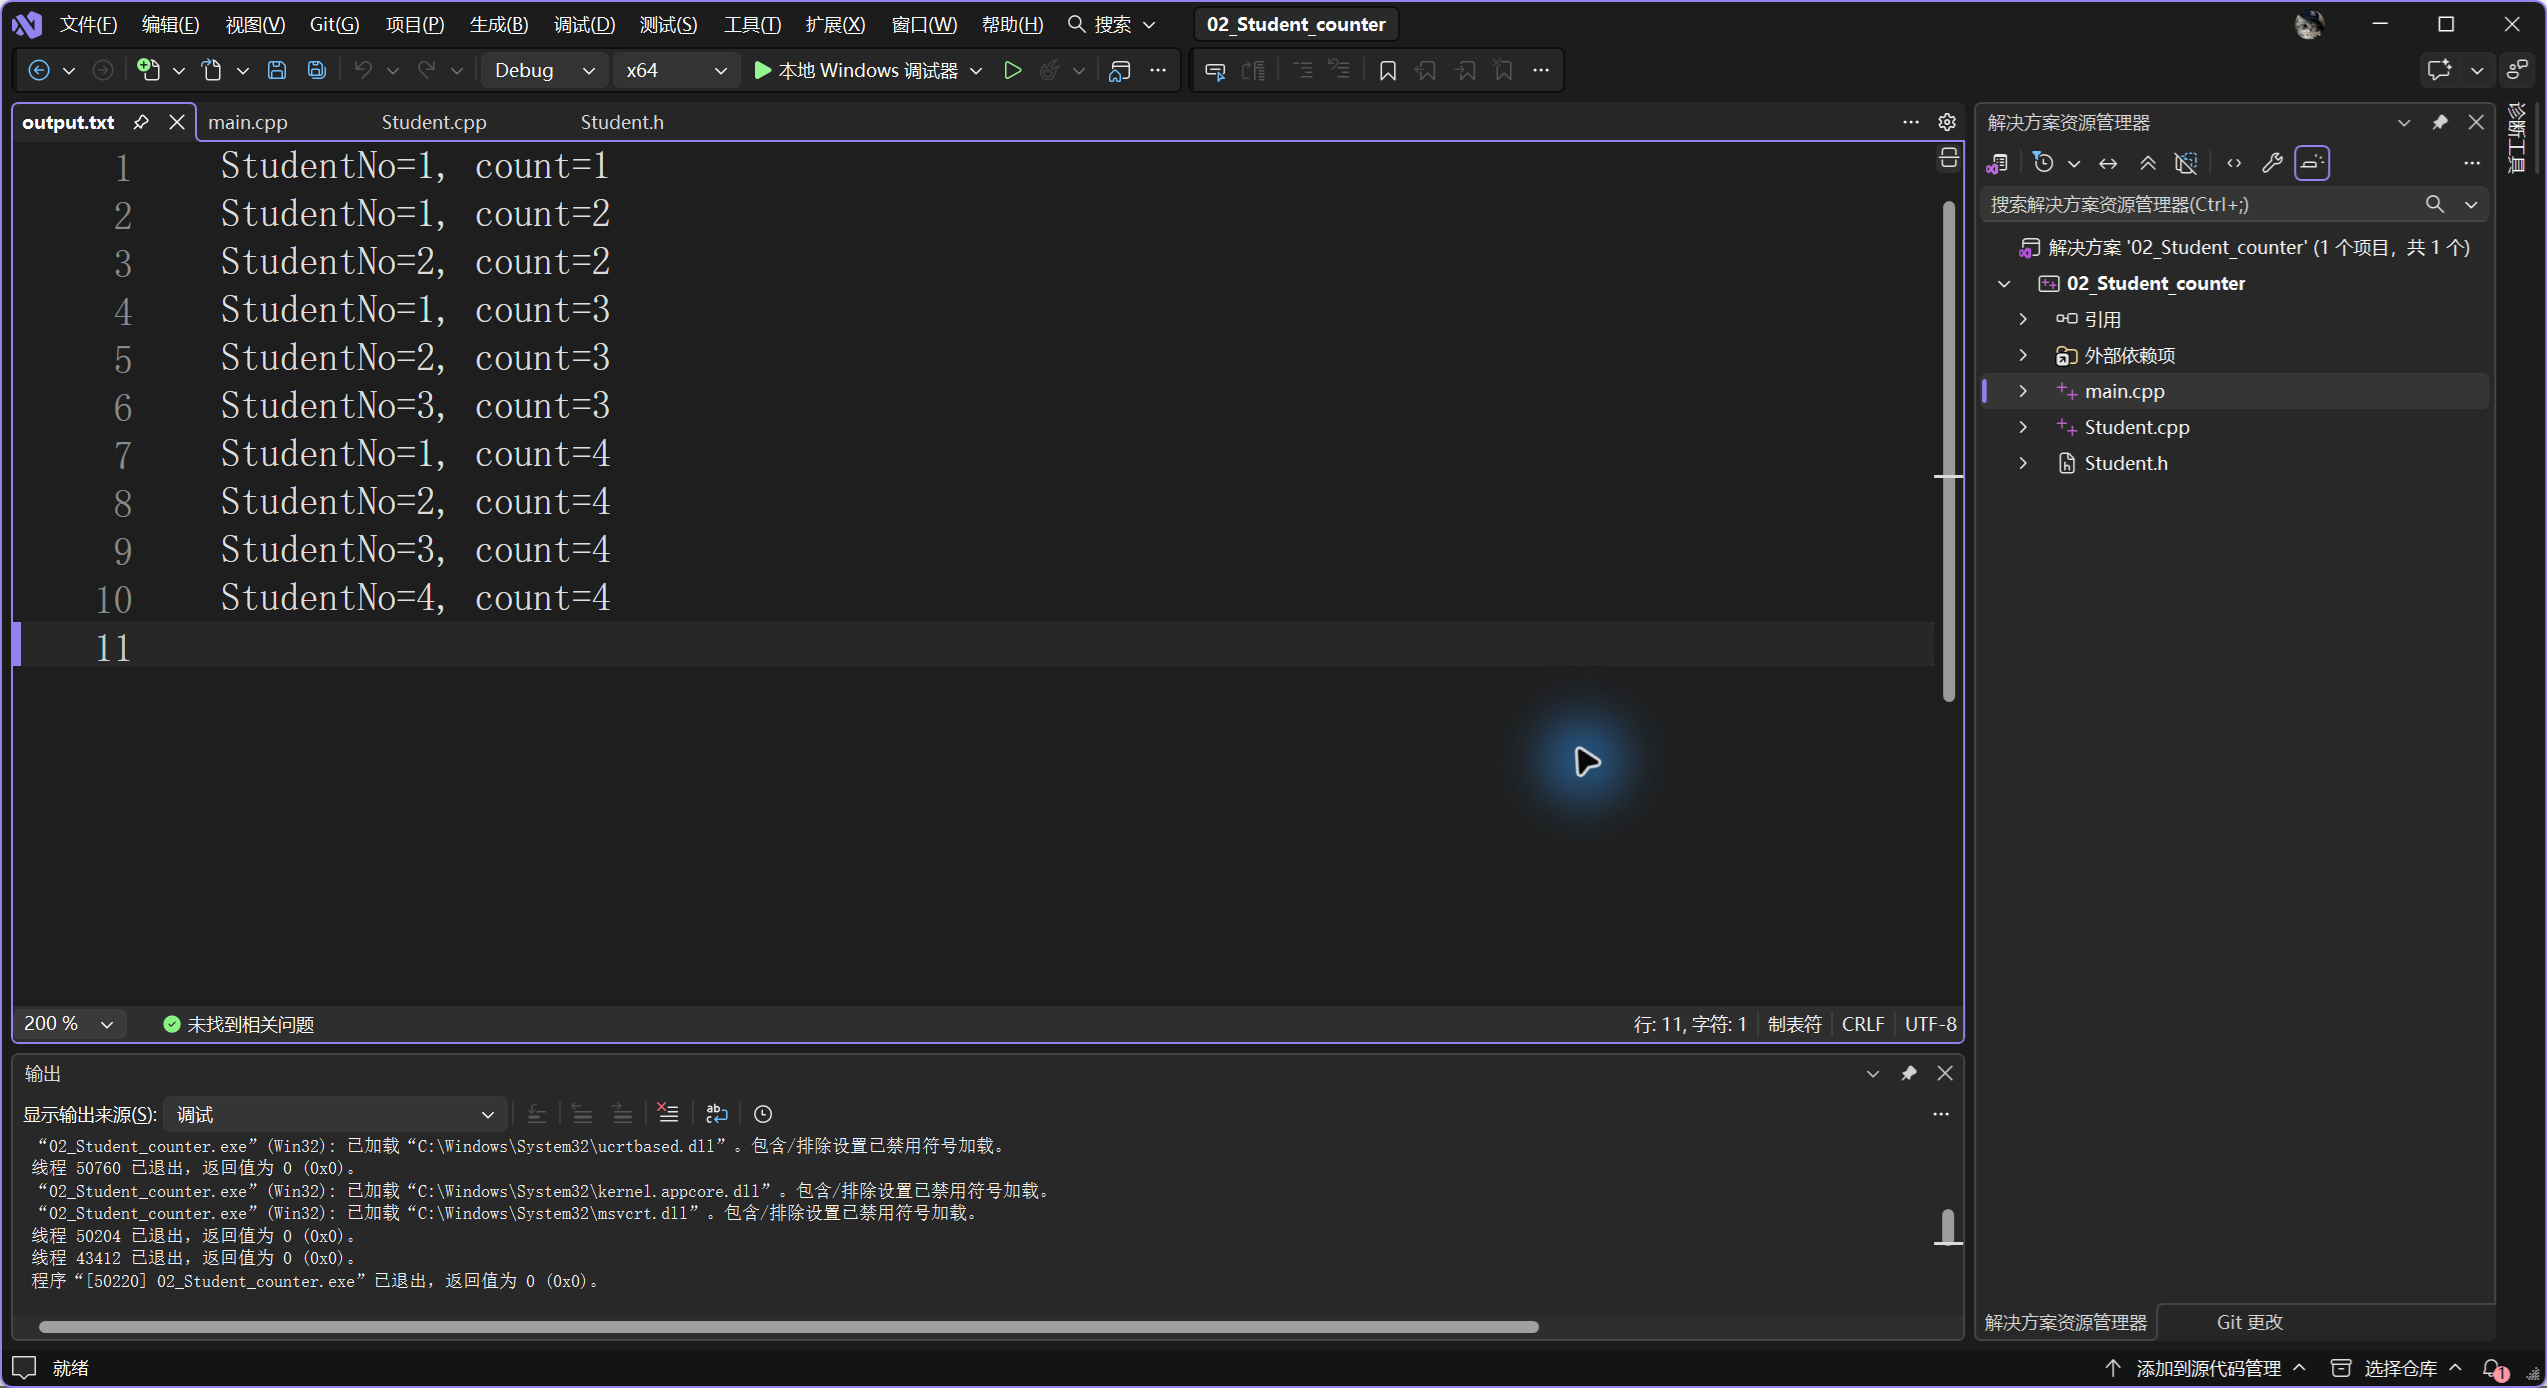 文件(F) 编辑(E) 视图(V) Git(G) 项目(P) 生成(B) 调试(D) 测试(S) 工具(T) 扩展(X) 窗口(W) 帮助(H) 搜索 02_Student_counter
Debug x64 本地 Windows 调试器
output.txt main.cpp Student.cpp Student.h
1 StudentNo=1, count=1
2 StudentNo=1, count=2
3 StudentNo=2, count=2
4 StudentNo=1, count=3
5 StudentNo=2, count=3
6 StudentNo=3, count=3
7 StudentNo=1, count=4
8 StudentNo=2, count=4
9 StudentNo=3, count=4
10 StudentNo=4, count=4
11
200 % 未找到相关问题 行: 11, 字符: 1 制表符 CRLF UTF-8
输出
显示输出来源(S): 调试
“02_Student_counter.exe”(Win32): 已加载“C:\Windows\System32\ucrtbased.dll”。包含/排除设置已禁用符号加载。
线程 50760 已退出，返回值为 0 (0x0)。
“02_Student_counter.exe”(Win32): 已加载“C:\Windows\System32\kernel.appcore.dll”。包含/排除设置已禁用符号加载。
“02_Student_counter.exe”(Win32): 已加载“C:\Windows\System32\msvcrt.dll”。包含/排除设置已禁用符号加载。
线程 50204 已退出，返回值为 0 (0x0)。
线程 43412 已退出，返回值为 0 (0x0)。
程序“[50220] 02_Student_counter.exe”已退出，返回值为 0 (0x0)。
解决方案资源管理器
搜索解决方案资源管理器(Ctrl+;)
解决方案 '02_Student_counter' (1 个项目，共 1 个)
02_Student_counter
引用
外部依赖项
main.cpp
Student.cpp
Student.h
解决方案资源管理器 Git 更改
诊断工具
就绪 添加到源代码管理 选择仓库 1